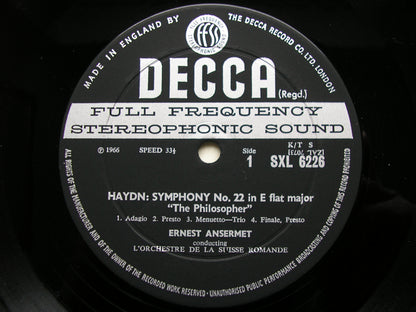 MADE IN ENGLAND BY
THE DECCA RECORD CO. LTD. LONDON
FULL FREQUENCY
ffss
STEREOPHONIC SOUND
DECCA
(Regd.)
FULL FREQUENCY
STEREOPHONIC SOUND
℗ 1966
SPEED 33⅓
Side
1
K/T S
SXL 6226
HAYDN: SYMPHONY No. 22 in E flat major
"The Philosopher"
1. Adagio 2. Presto 3. Menuetto—Trio 4. Finale, Presto
ERNEST ANSERMET
conducting
L'ORCHESTRE DE LA SUISSE ROMANDE
ALL RIGHTS OF THE MANUFACTURER AND OF THE OWNER OF THE RECORDED WORK RESERVED · UNAUTHORISED PUBLIC PERFORMANCE BROADCASTING AND COPYING OF THIS RECORD PROHIBITED